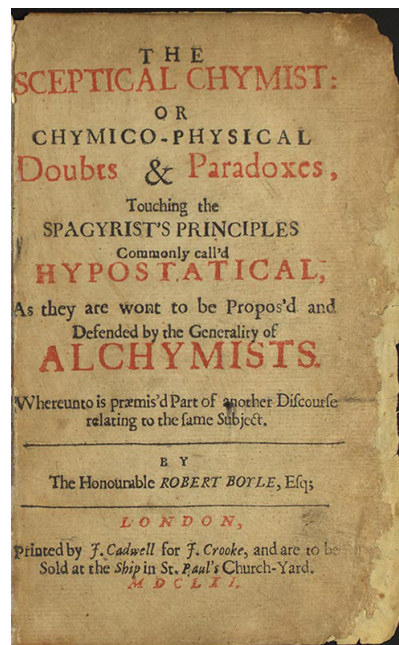 THE
SCEPTICAL CHYMIST:
OR
CHYMICO-PHYSICAL
Doubts & Paradoxes,
Touching the
SPAGYRIST'S PRINCIPLES
Commonly call'd
HYPOSTATICAL,
As they are wont to be Propos'd and
Defended by the Generality of
ALCHYMISTS.
Whereunto is præmis'd Part of another Diſcourſe
relating to the ſame Subject.
BY
The Honourable ROBERT BOYLE, Eſq;
LONDON,
Printed by J. Cadwell for J. Crooke, and are to be
Sold at the Ship in St. Paul's Church-Yard.
MDCLXI.